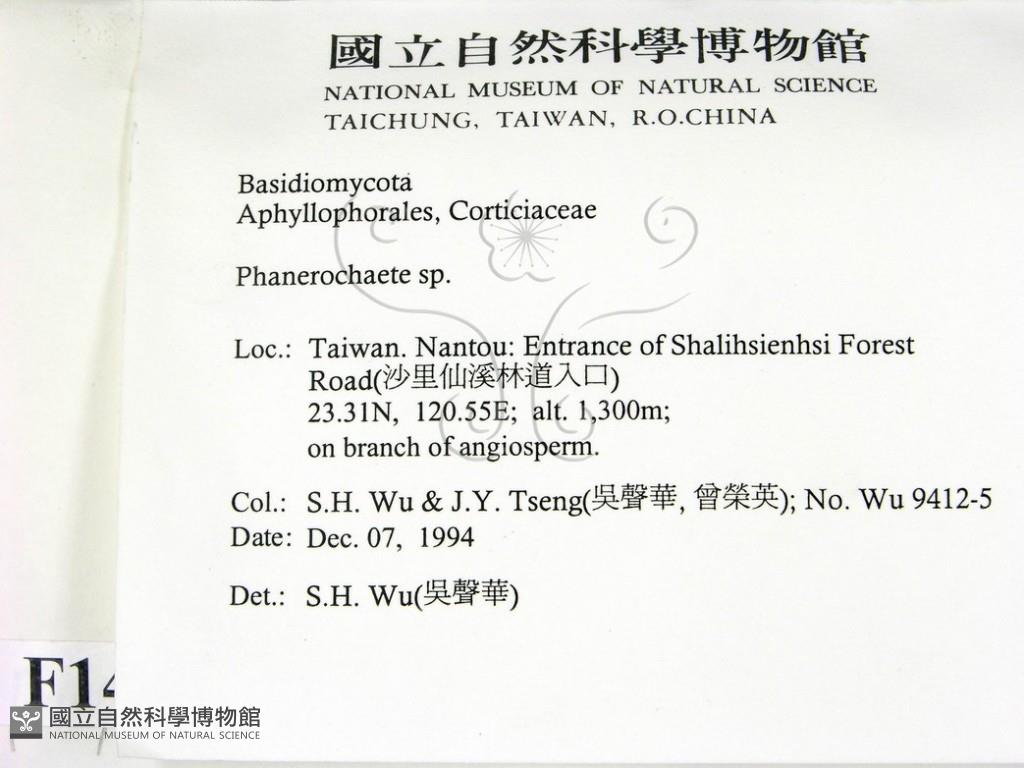 國立自然科學博物館
NATIONAL MUSEUM OF NATURAL SCIENCE
TAICHUNG, TAIWAN, R.O.CHINA
Basidiomycota
Aphyllophorales, Corticiaceae
Phanerochaete sp.
Loc.: Taiwan. Nantou: Entrance of Shalihsienhsi Forest
Road(沙里仙溪林道入口)
23.31N, 120.55E; alt. 1,300m;
on branch of angiosperm.
Col.: S.H. Wu & J.Y. Tseng(吳聲華, 曾榮英); No. Wu 9412-5
Date: Dec. 07, 1994
Det.: S.H. Wu(吳聲華)
F14
國立自然科學博物館
NATIONAL MUSEUM OF NATURAL SCIENCE